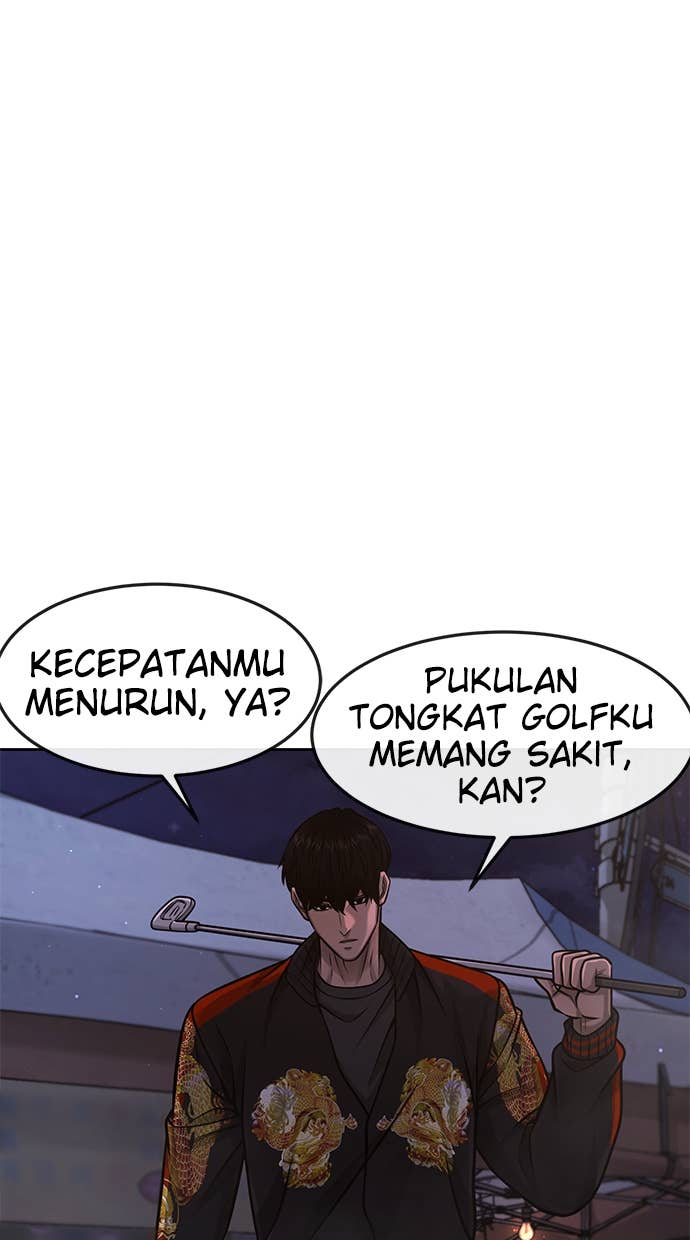 KECEPATANMU
MENURUN, YA?
PUKULAN
TONGKAT GOLFKU
MEMANG SAKIT,
KAN?